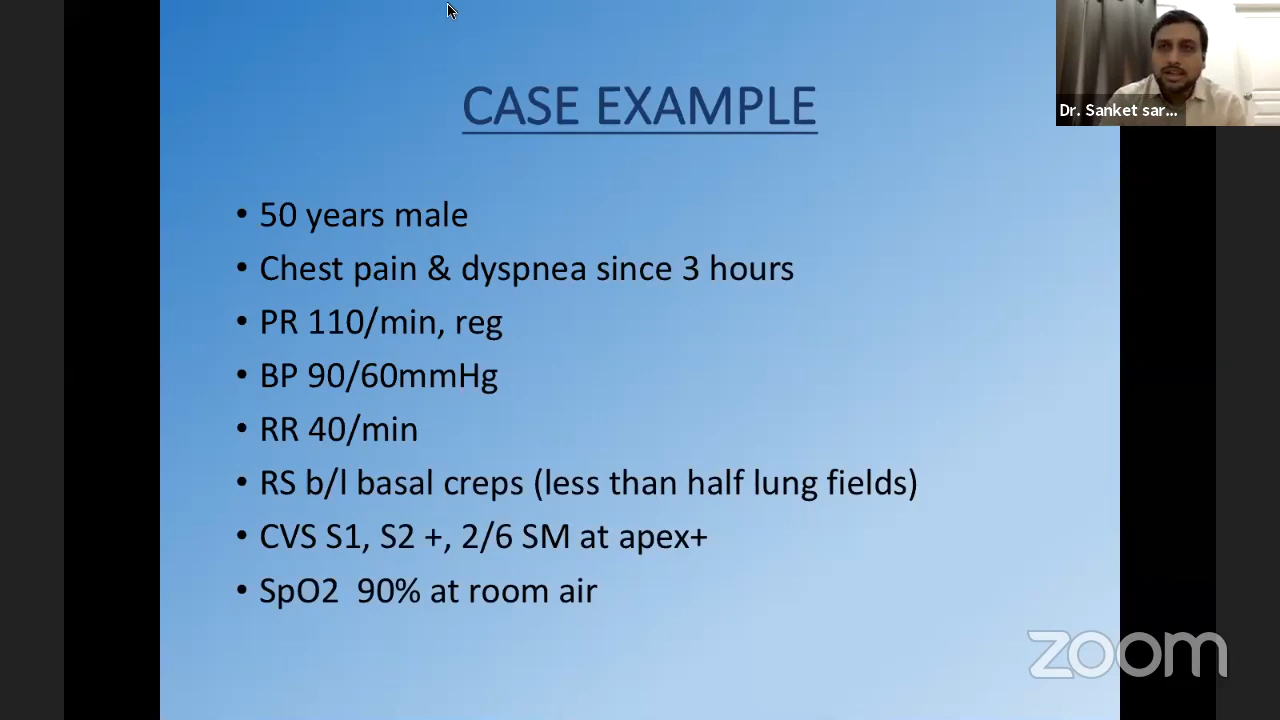 CASE EXAMPLE
Dr. Sanket sar...
• 50 years male
• Chest pain & dyspnea since 3 hours
• PR 110/min, reg
• BP 90/60mmHg
• RR 40/min
• RS b/l basal creps (less than half lung fields)
• CVS S1, S2 +, 2/6 SM at apex+
• SpO2  90% at room air
zoom